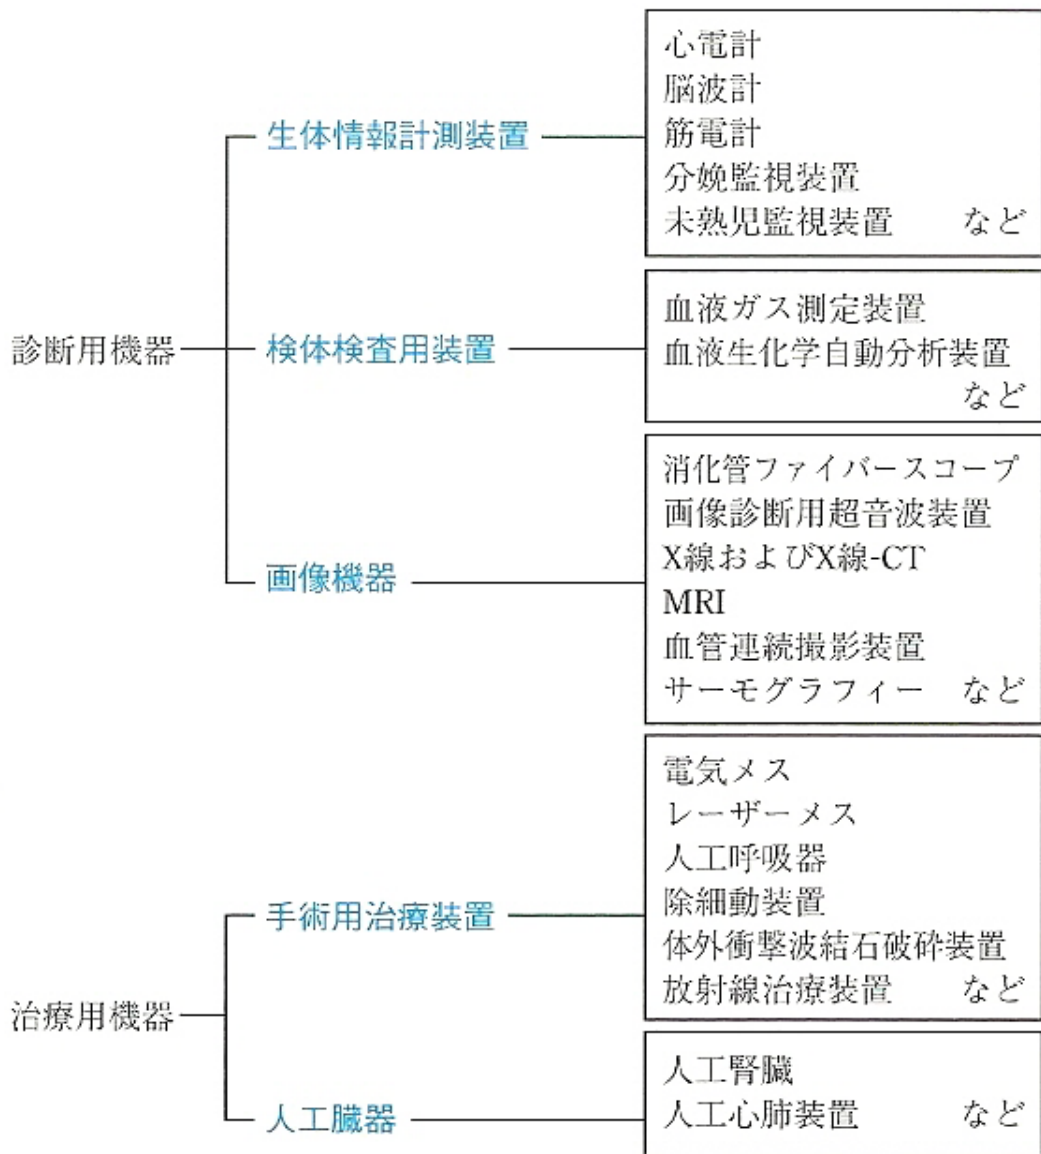 診断用機器
生体情報計測装置
心電計
脳波計
筋電計
分娩監視装置
未熟児監視装置 など
検体検査用装置
血液ガス測定装置
血液生化学自動分析装置
など
画像機器
消化管ファイバースコープ
画像診断用超音波装置
X線およびX線-CT
MRI
血管連続撮影装置
サーモグラフィー など
治療用機器
手術用治療装置
電気メス
レーザーメス
人工呼吸器
除細動装置
体外衝撃波結石破砕装置
放射線治療装置 など
人工臓器
人工腎臓
人工心肺装置 など